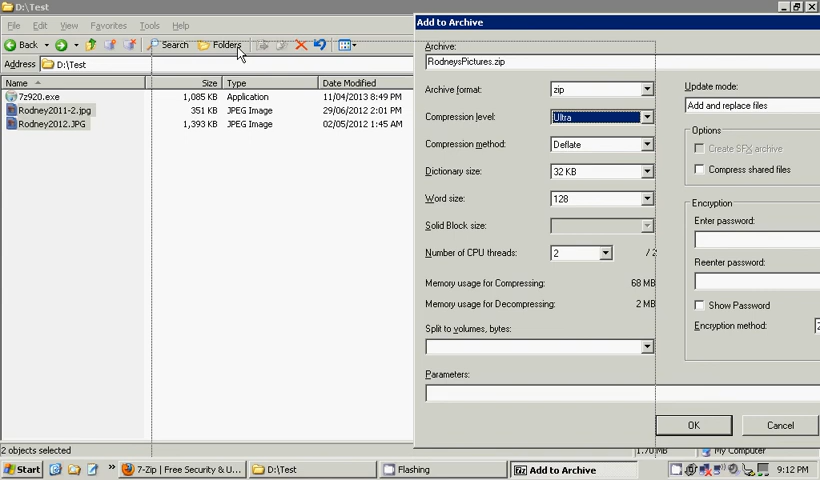 D:\Test
File Edit View Favorites Tools Help
Back Search Folders
Address D:\Test
Name Size Type Date Modified
7z920.exe 1,085 KB Application 11/04/2013 8:49 PM
Rodney2011-2.jpg 351 KB JPEG Image 29/06/2012 2:01 PM
Rodney2012.JPG 1,393 KB JPEG Image 02/05/2012 1:45 AM
2 objects selected
Add to Archive
Archive:
RodneysPictures.zip
Archive format: zip
Compression level: Ultra
Compression method: Deflate
Dictionary size: 32 KB
Word size: 128
Solid Block size:
Number of CPU threads: 2 / 2
Memory usage for Compressing: 68 MB
Memory usage for Decompressing: 2 MB
Split to volumes, bytes:
Parameters:
Update mode:
Add and replace files
Options
Create SFX archive
Compress shared files
Encryption
Enter password:
Reenter password:
Show Password
Encryption method:
OK Cancel
1.70 MB My Computer
Start » 7-Zip | Free Security & U... D:\Test Flashing Add to Archive 9:12 PM